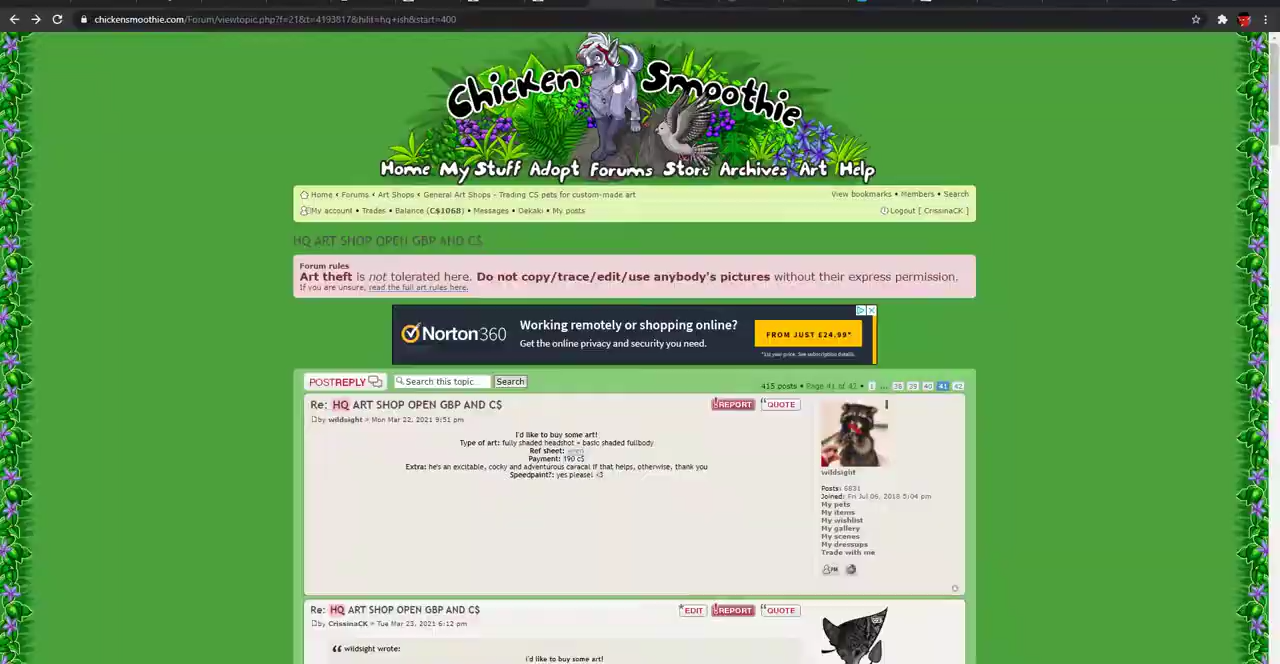 chickensmoothie.com/Forum/viewtopic.php?f=21&t=4193817&hilit=hq+ish&start=400
Chicken Smoothie
Home My Stuff Adopt Forums Store Archives Art Help
Home ‹ Forums ‹ Art Shops ‹ General Art Shops - Trading CS pets for custom-made art
View bookmarks • Members • Search
My account • Trades • Balance (C$1068) • Messages • Oekaki • My posts
Logout [ CrissinaCK ]
HQ ART SHOP OPEN GBP AND C$
Forum rules
Art theft is not tolerated here. Do not copy/trace/edit/use anybody's pictures without their express permission.
If you are unsure, read the full art rules here.
Norton360
Working remotely or shopping online?
Get the online privacy and security you need.
FROM JUST £24.99*
*1st year price. See subscription details.
POSTREPLY
Search this topic...
Search
415 posts • Page 41 of 42 • 1 ... 38 39 40 41 42
Re: HQ ART SHOP OPEN GBP AND C$
REPORT
QUOTE
by wildsight » Mon Mar 22, 2021 9:51 pm
I'd like to buy some art!
Type of art: fully shaded headshot + basic shaded fullbody
Ref sheet:
Payment: 190 c$
Extra: he's an excitable, cocky and adventurous caracal if that helps, otherwise, thank you
Speedpaint?: yes please! <3
wildsight
Posts: 6831
Joined: Fri Jul 06, 2018 5:04 pm
My pets
My items
My wishlist
My gallery
My scenes
My dressups
Trade with me
PM
Re: HQ ART SHOP OPEN GBP AND C$
EDIT
REPORT
QUOTE
by CrissinaCK » Tue Mar 23, 2021 6:12 pm
wildsight wrote:
I'd like to buy some art!